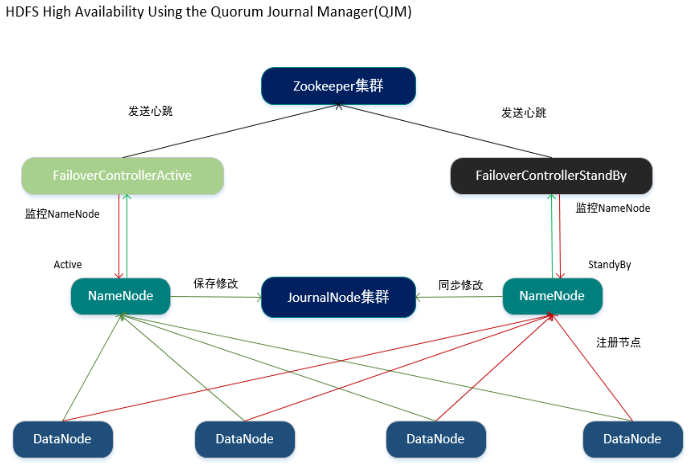 HDFS High Availability Using the Quorum Journal Manager(QJM)
Zookeeper集群
发送心跳
发送心跳
FailoverControllerActive
FailoverControllerStandBy
监控NameNode
监控NameNode
Active
StandyBy
NameNode
保存修改
JournalNode集群
同步修改
NameNode
注册节点
DataNode
DataNode
DataNode
DataNode